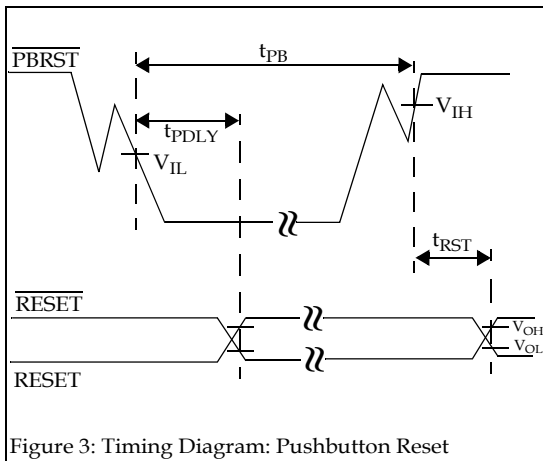 PBRST
tPB
VIH
tPDLY
VIL
tRST
RESET
VOH
VOL
RESET
Figure 3: Timing Diagram: Pushbutton Reset